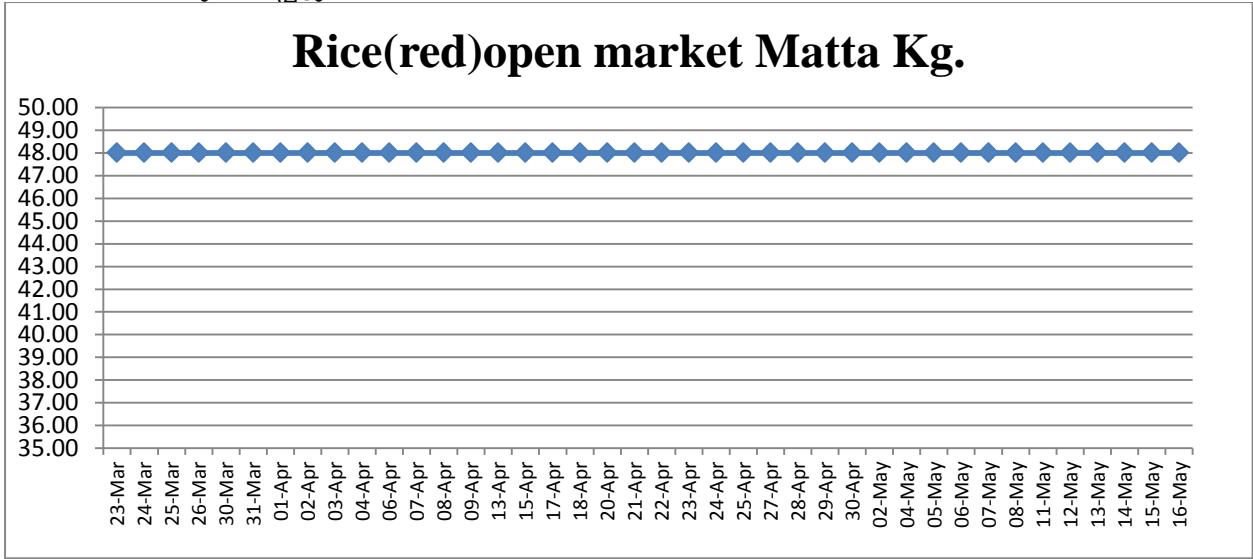 Rice(red)open market Matta Kg.
50.00
49.00
48.00
47.00
46.00
45.00
44.00
43.00
42.00
41.00
40.00
39.00
38.00
37.00
36.00
35.00
23-Mar
24-Mar
25-Mar
26-Mar
30-Mar
31-Mar
01-Apr
02-Apr
03-Apr
04-Apr
06-Apr
07-Apr
08-Apr
09-Apr
13-Apr
15-Apr
17-Apr
18-Apr
20-Apr
21-Apr
22-Apr
23-Apr
24-Apr
25-Apr
27-Apr
28-Apr
29-Apr
30-Apr
02-May
04-May
05-May
06-May
07-May
08-May
11-May
12-May
13-May
14-May
15-May
16-May